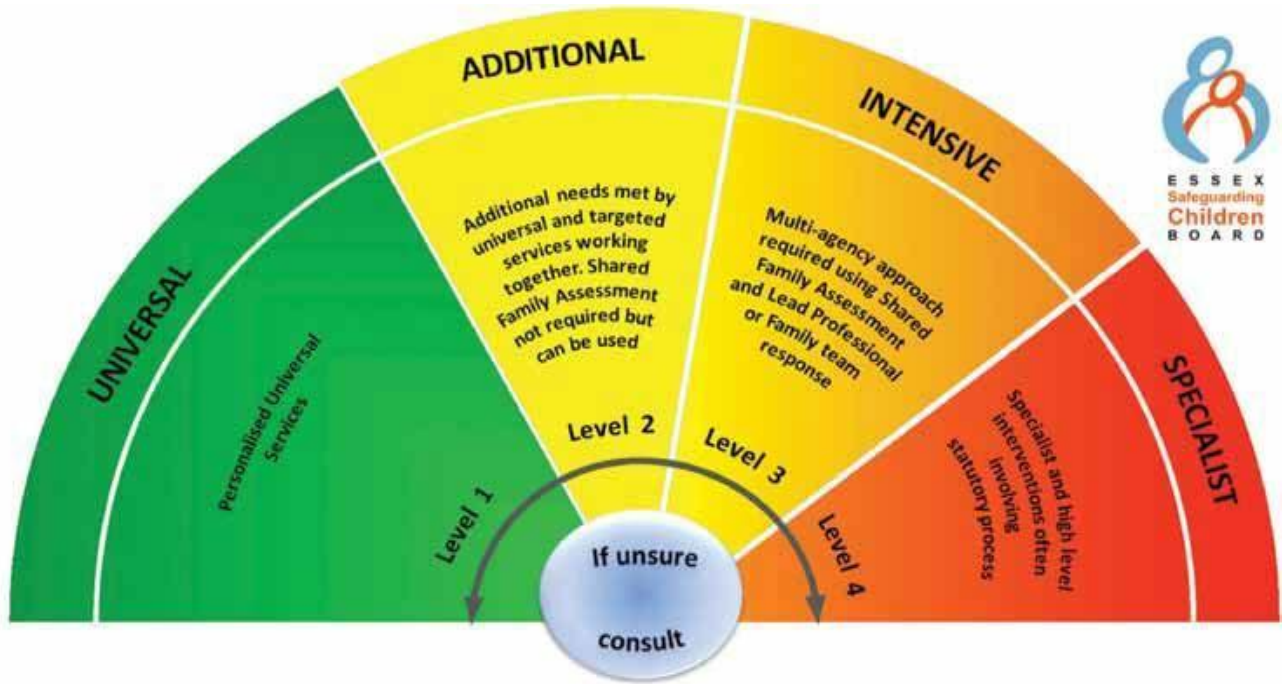 UNIVERSAL
Personalised Universal
Services
Level 1
ADDITIONAL
Additional needs met by
universal and targeted
services working
together. Shared
Family Assessment
not required but
can be used
Level 2
INTENSIVE
Multi-agency approach
required using Shared
Family Assessment
and Lead Professional
or Family team
response
Level 3
SPECIALIST
Specialist and high level
interventions often
involving
statutory process
Level 4
If unsure
consult
ESSEX
Safeguarding
Children
BOARD